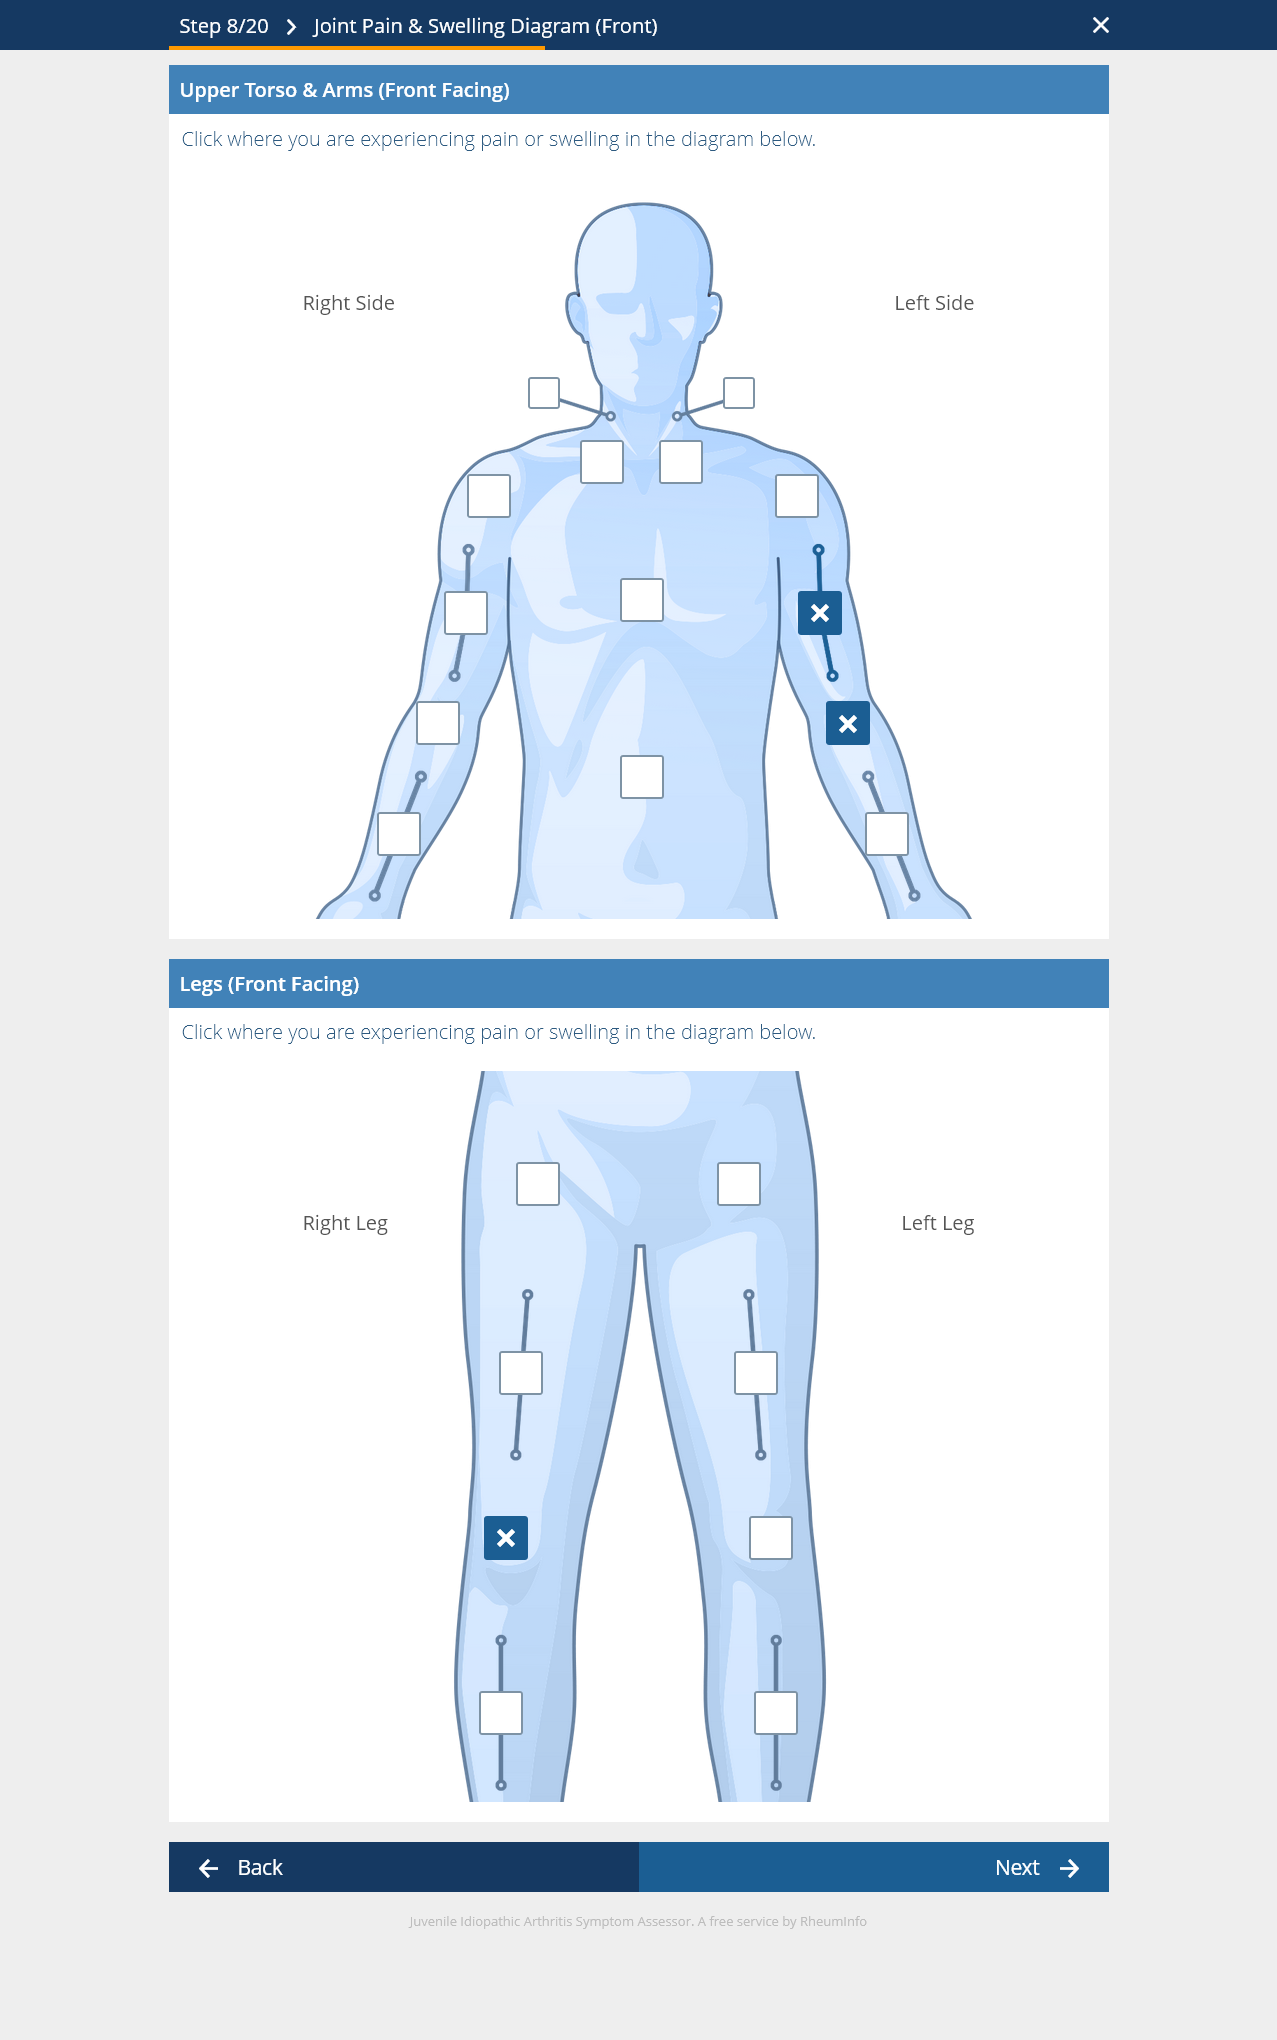 Step 8/20 Joint Pain & Swelling Diagram (Front)
Upper Torso & Arms (Front Facing)
Click where you are experiencing pain or swelling in the diagram below.
Right Side Left Side
Legs (Front Facing)
Click where you are experiencing pain or swelling in the diagram below.
Right Leg Left Leg
Back Next
Juvenile Idiopathic Arthritis Symptom Assessor. A free service by RheumInfo